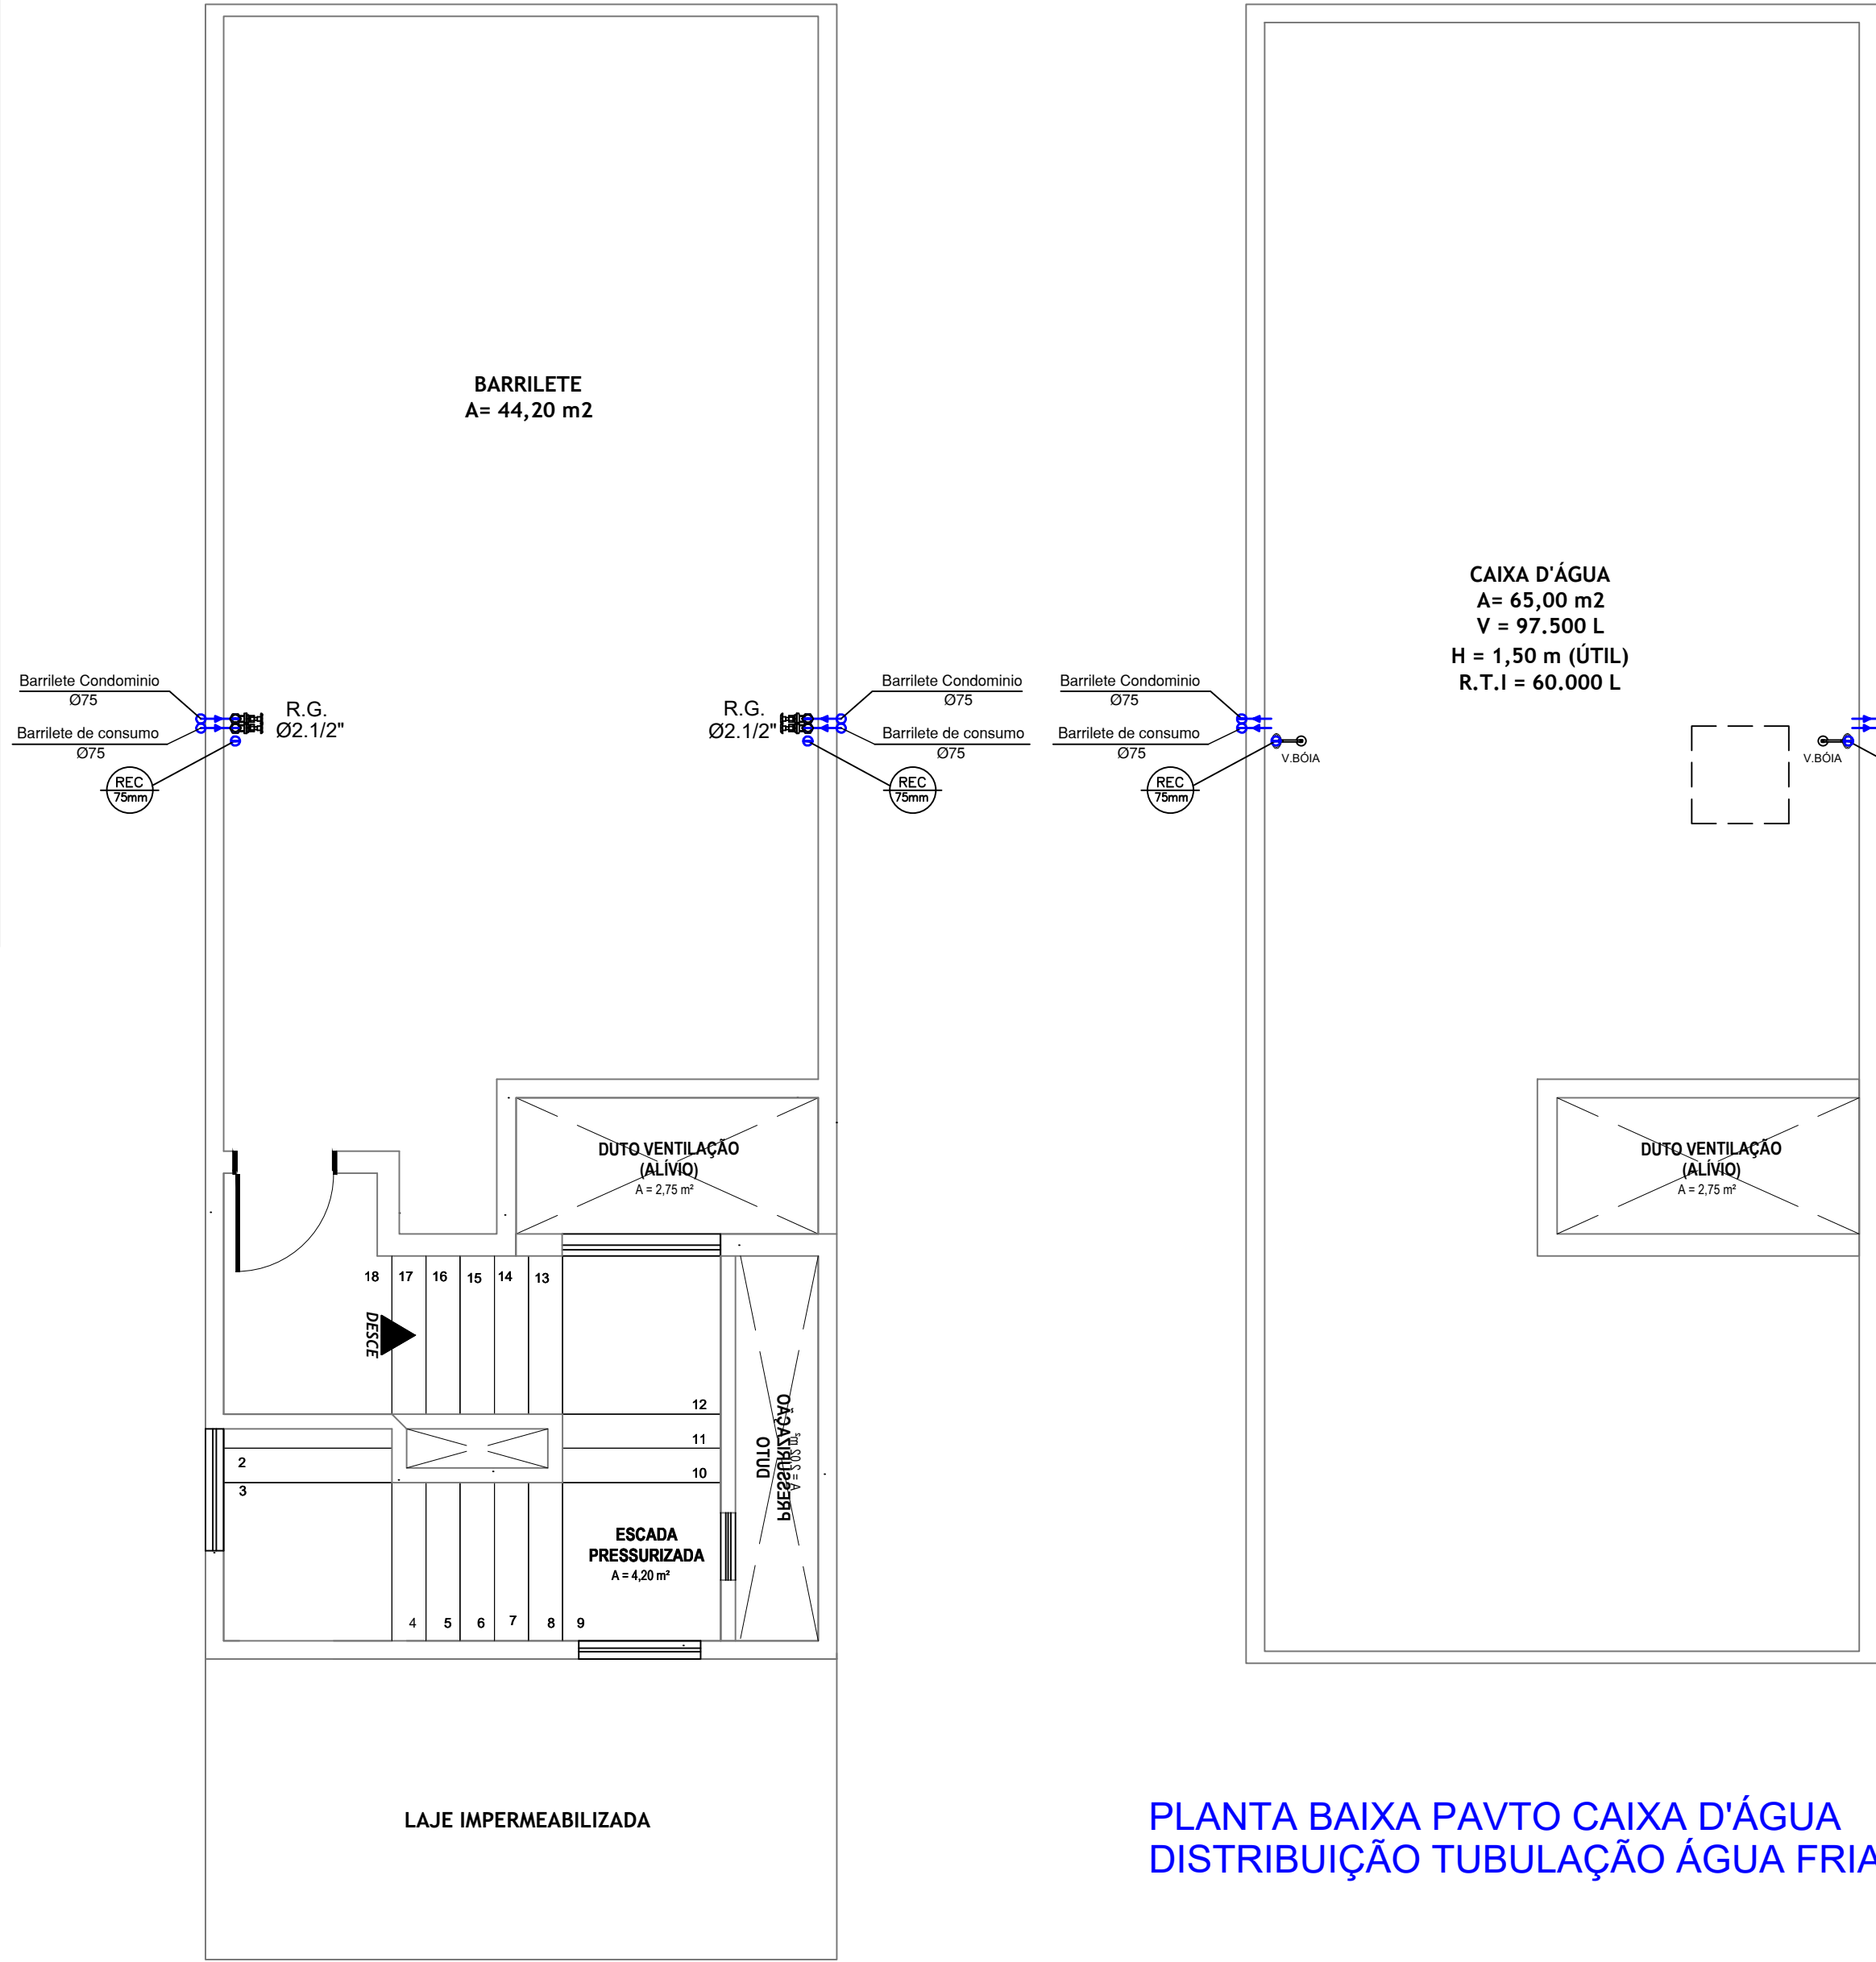 BARRILETE
A= 44,20 m2
CAIXA D'ÁGUA
A= 65,00 m2
V = 97.500 L
H = 1,50 m (ÚTIL)
R.T.I = 60.000 L
Barrilete Condominio
Ø75
Barrilete de consumo
Ø75
REC
75mm
R.G.
Ø2.1/2"
R.G.
Ø2.1/2"
Barrilete Condominio
Ø75
Barrilete de consumo
Ø75
REC
75mm
Barrilete Condominio
Ø75
Barrilete de consumo
Ø75
REC
75mm
V.BÓIA
V.BÓIA
DUTO VENTILAÇÃO
(ALÍVIO)
A = 2,75 m²
DUTO VENTILAÇÃO
(ALÍVIO)
A = 2,75 m²
18
17
16
15
14
13
DESCE
12
11
10
2
3
DUTO
PRESSURIZAÇÃO
A = 2,02 m²
ESCADA
PRESSURIZADA
A = 4,20 m²
4
5
6
7
8
9
LAJE IMPERMEABILIZADA
PLANTA BAIXA PAVTO CAIXA D'ÁGUA
DISTRIBUIÇÃO TUBULAÇÃO ÁGUA FRIA